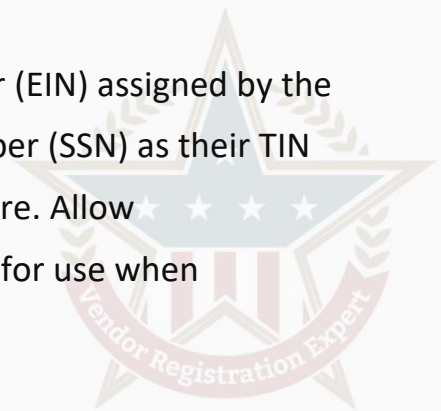 r (EIN) assigned by the
ber (SSN) as their TIN
re. Allow
for use when
Vendor Registration Expert